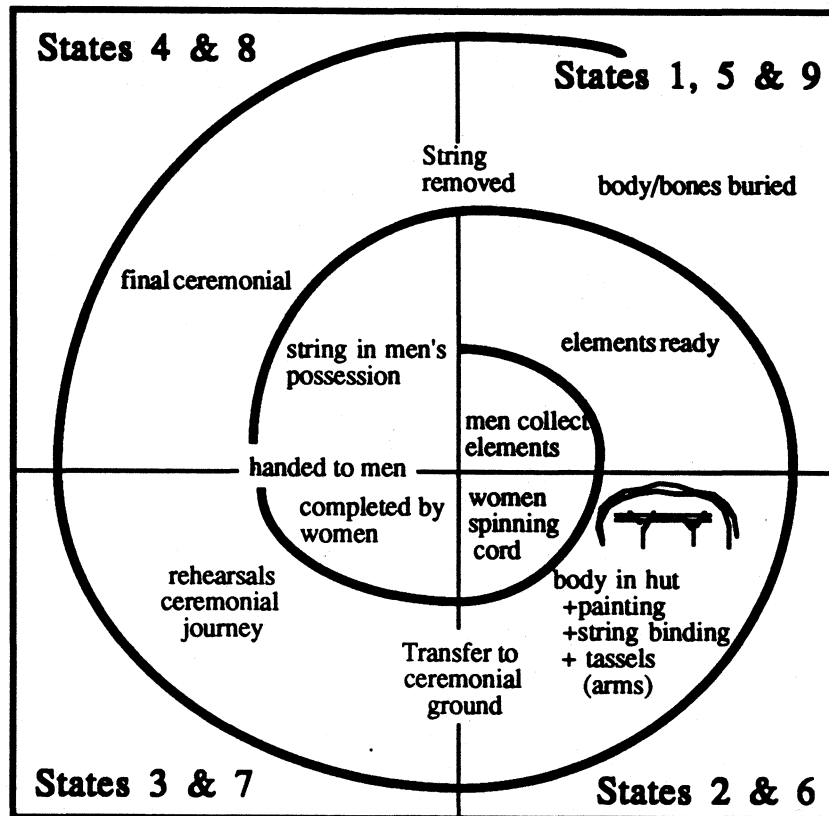 States 4 & 8
States 1, 5 & 9
String
removed
body/bones buried
final ceremonial
string in men's
possession
elements ready
men collect
elements
handed to men
completed by
women
women
spinning
cord
rehearsals
ceremonial
journey
body in hut
+painting
+string binding
+ tassels
(arms)
Transfer to
ceremonial
ground
States 3 & 7
States 2 & 6